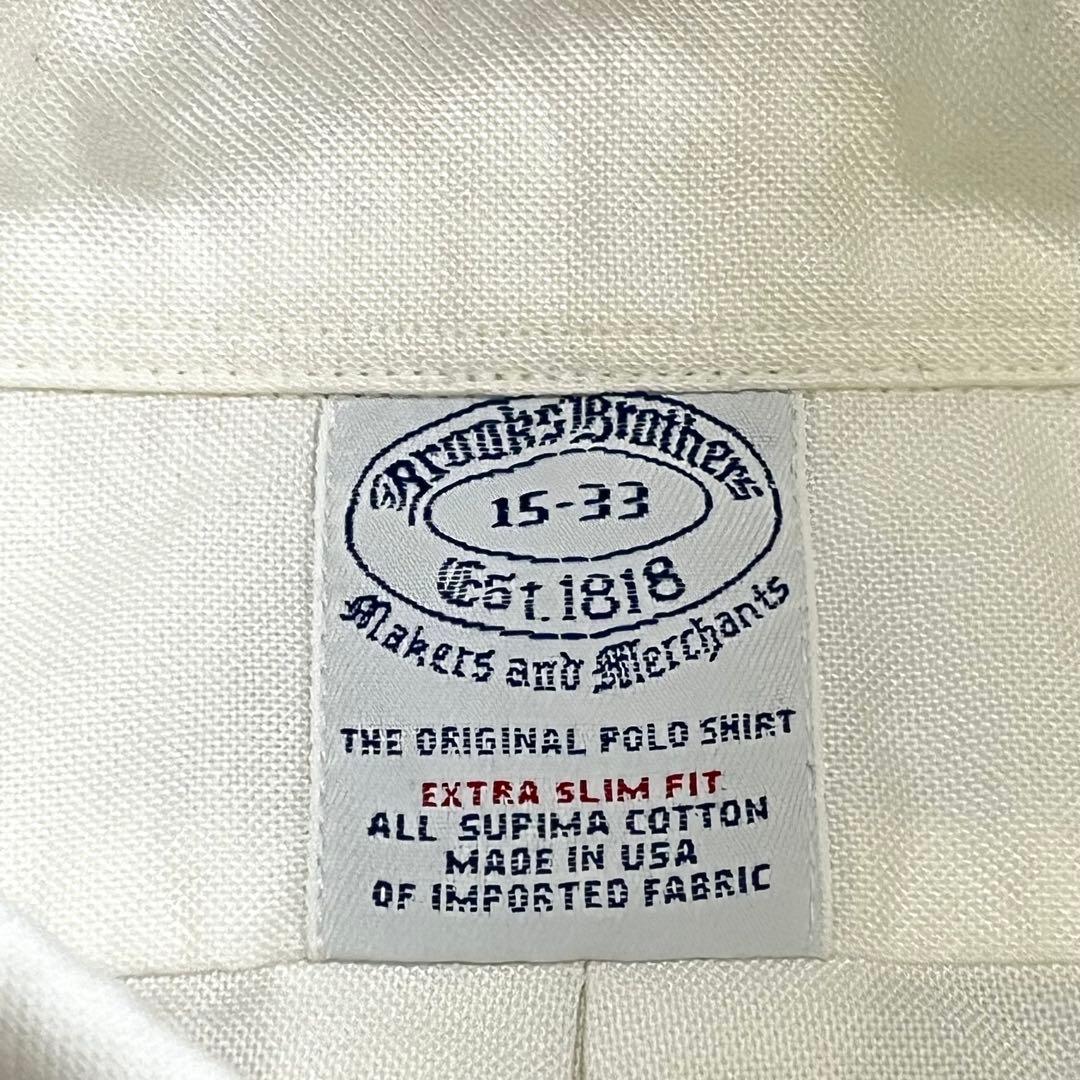 Brooks Brothers
15-33
Est. 1818
Makers and Merchants
THE ORIGINAL POLO SHIRT
EXTRA SLIM FIT
ALL SUPIMA COTTON
MADE IN USA
OF IMPORTED FABRIC